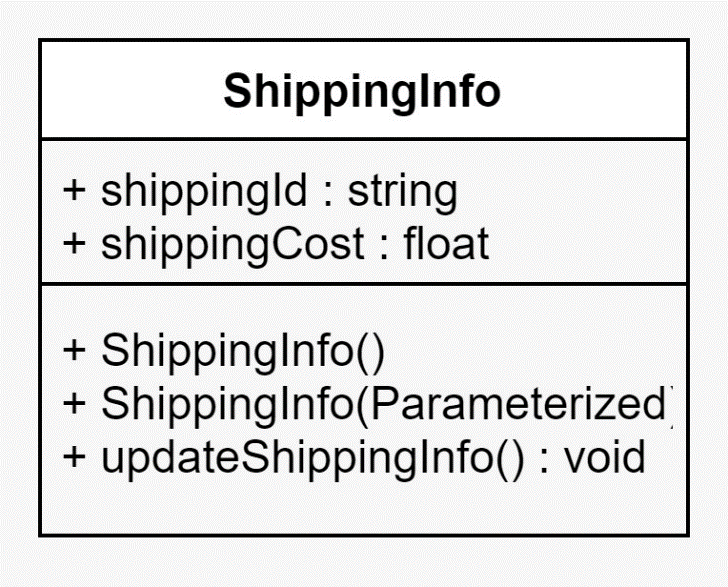 ShippingInfo
+ shippingId : string
+ shippingCost : float
+ ShippingInfo()
+ ShippingInfo(Parameterized)
+ updateShippingInfo() : void